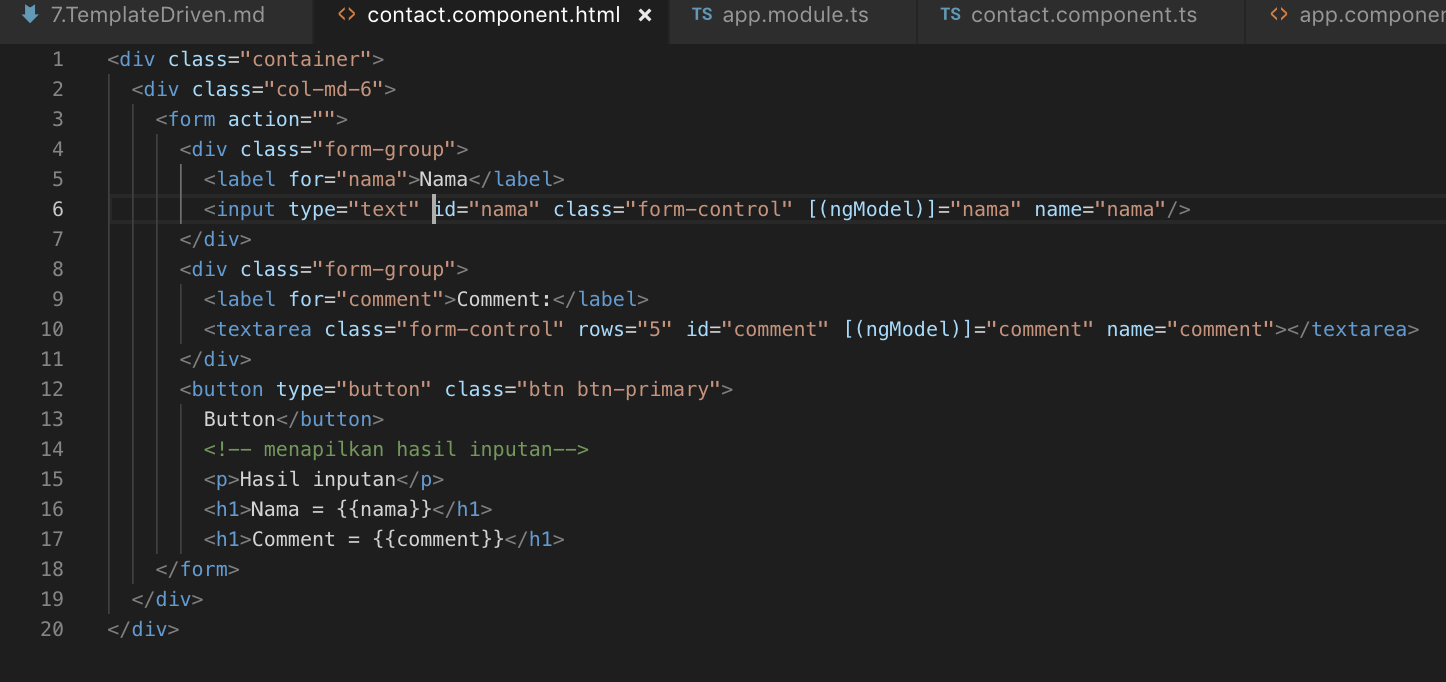 7.TemplateDriven.md <> contact.component.html × TS app.module.ts TS contact.component.ts <> app.componen
1 <div class="container">
2 <div class="col-md-6">
3 <form action="">
4 <div class="form-group">
5 <label for="nama">Nama</label>
6 <input type="text" id="nama" class="form-control" [(ngModel)]="nama" name="nama"/>
7 </div>
8 <div class="form-group">
9 <label for="comment">Comment:</label>
10 <textarea class="form-control" rows="5" id="comment" [(ngModel)]="comment" name="comment"></textarea>
11 </div>
12 <button type="button" class="btn btn-primary">
13 Button</button>
14 <!-- menapilkan hasil inputan-->
15 <p>Hasil inputan</p>
16 <h1>Nama = {{nama}}</h1>
17 <h1>Comment = {{comment}}</h1>
18 </form>
19 </div>
20 </div>